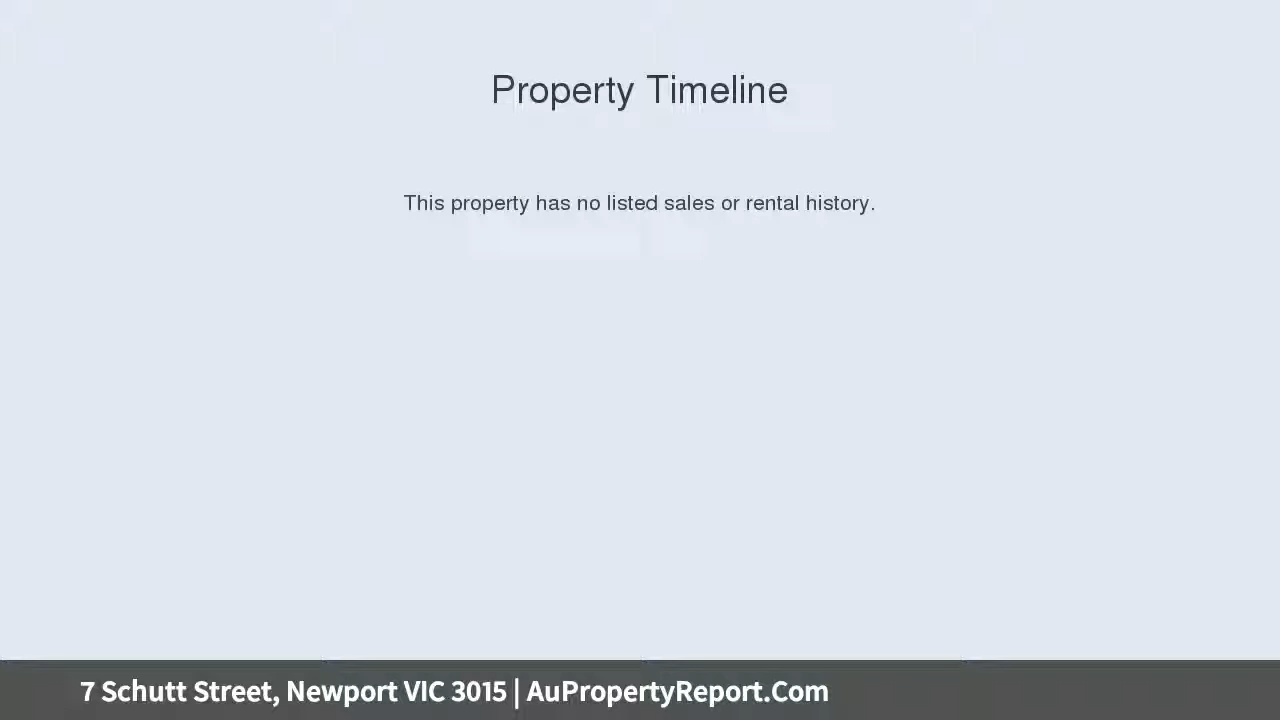 Property Timeline
This property has no listed sales or rental history.
7 Schutt Street, Newport VIC 3015 | AuPropertyReport.Com